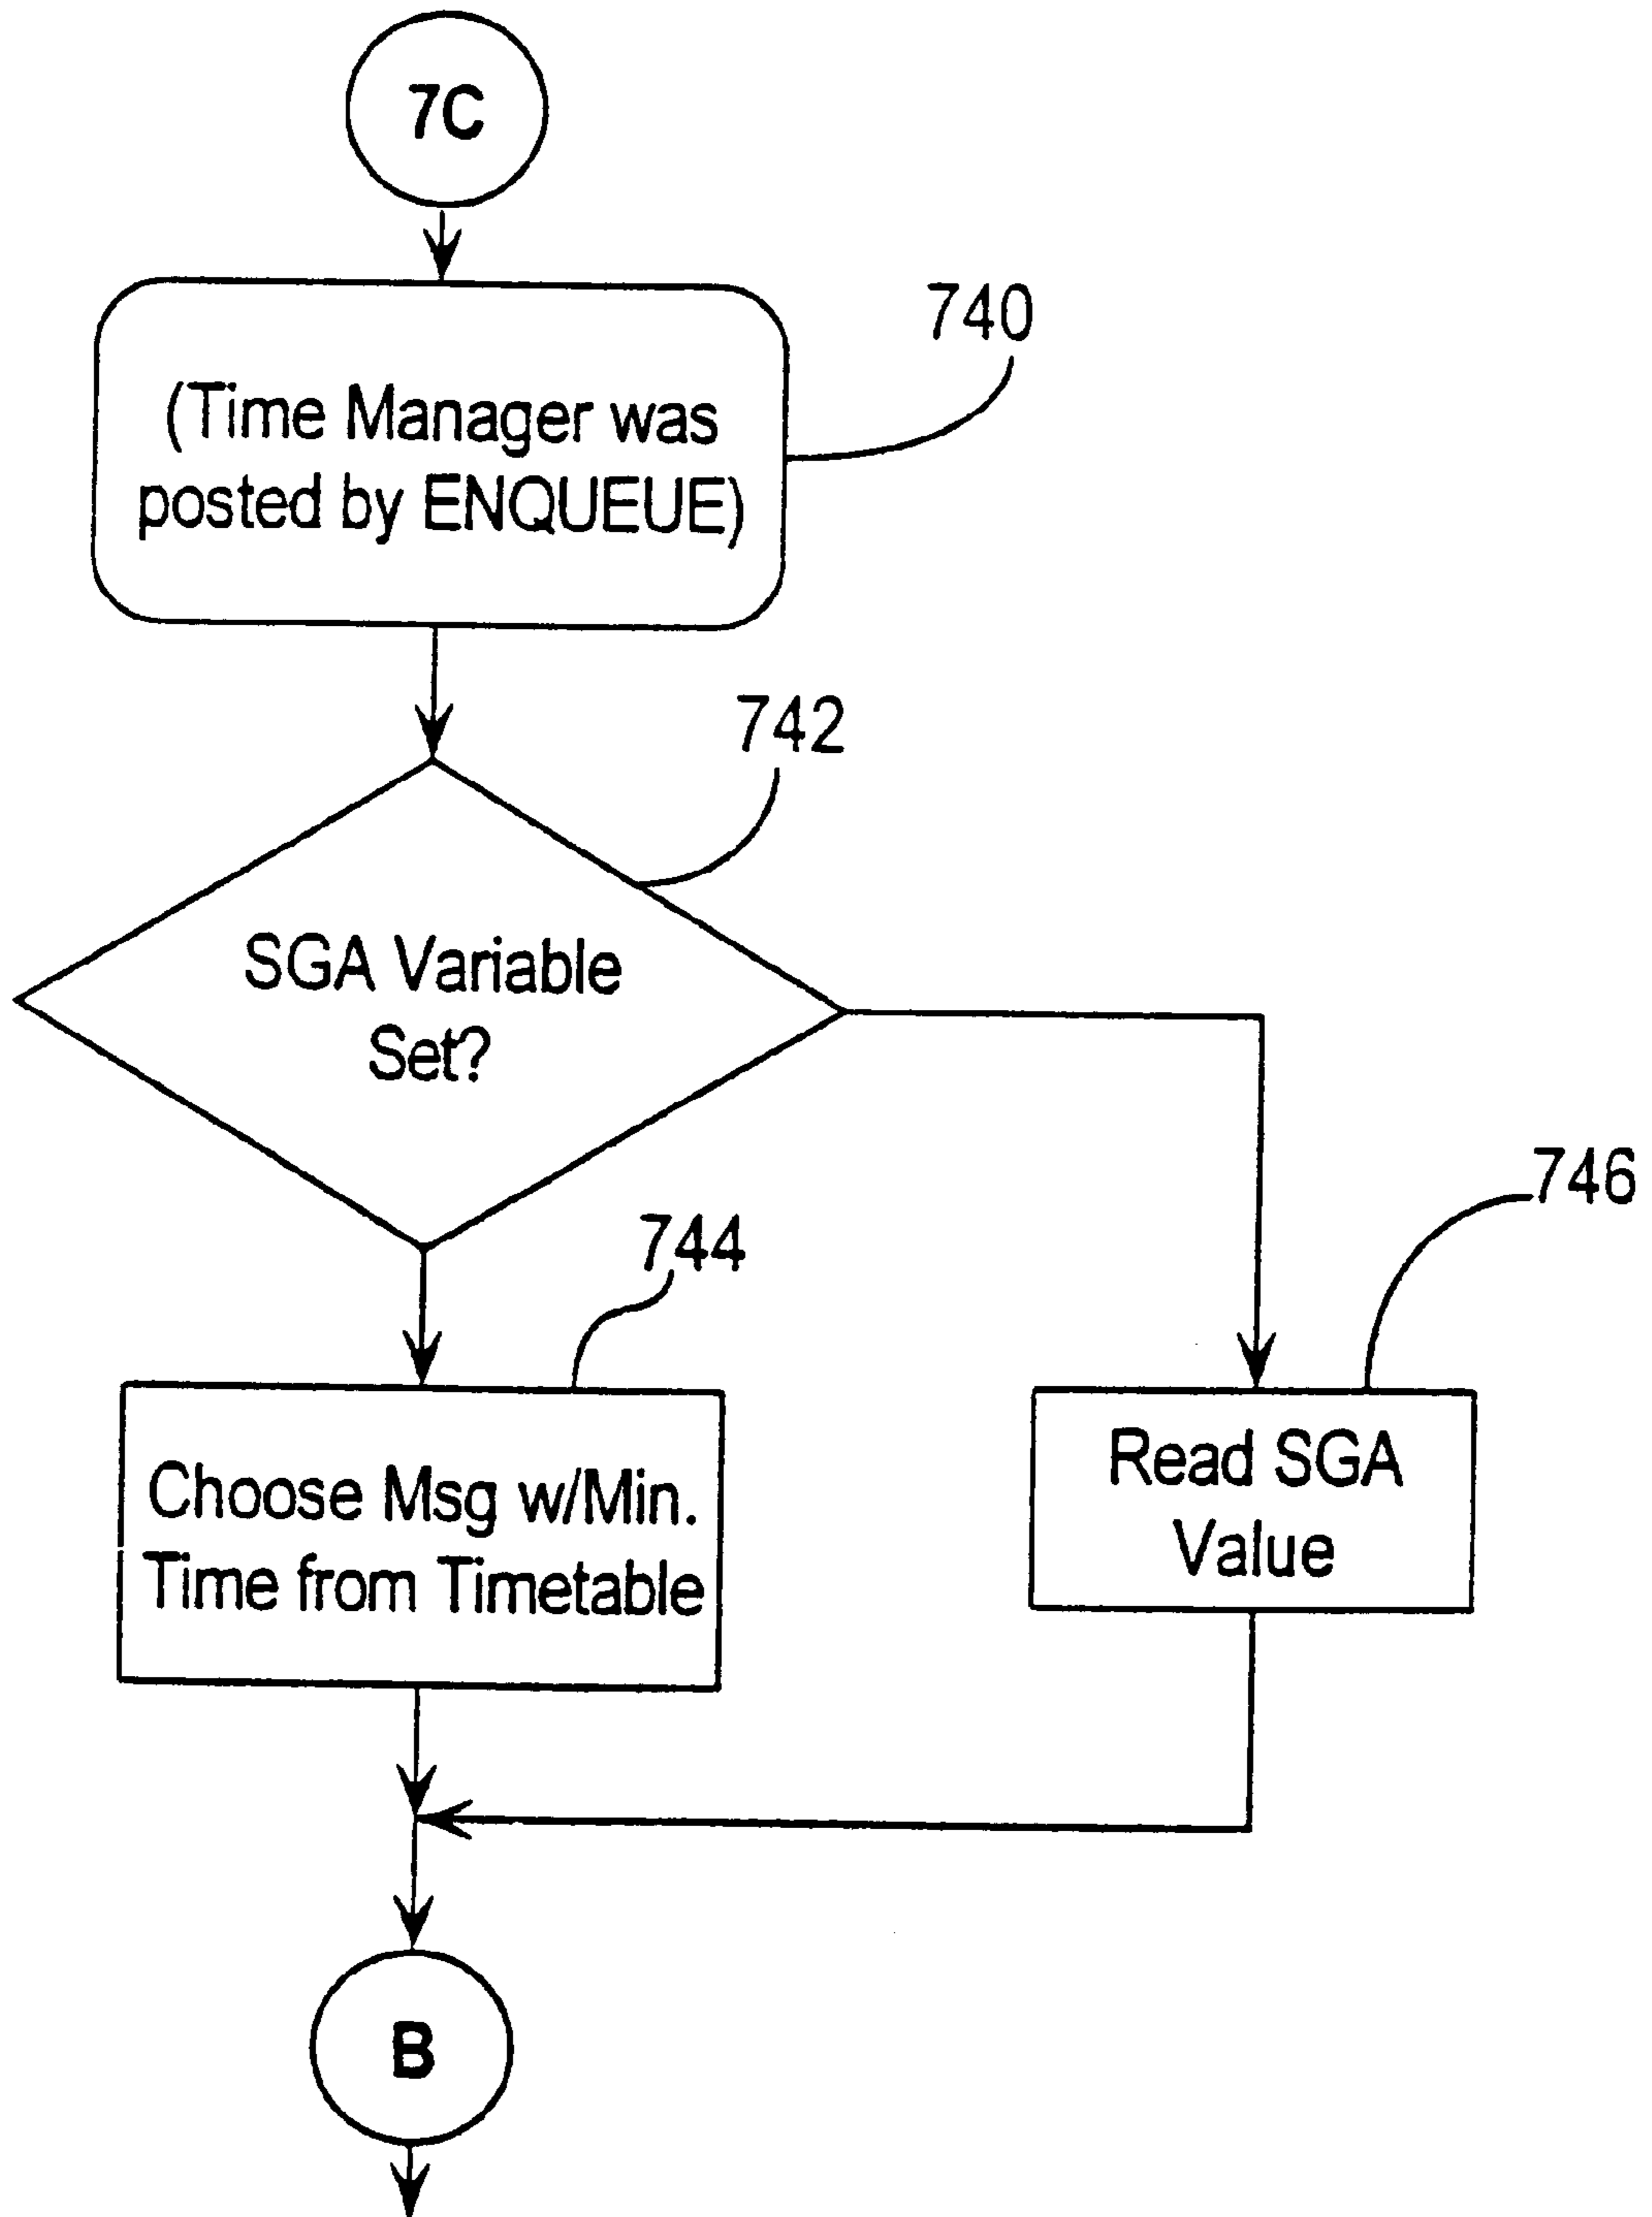 7C
740
(Time Manager was
posted by ENQUEUE)
742
SGA Variable
Set?
746
744
Choose Msg w/Min.
Time from Timetable
Read SGA
Value
B